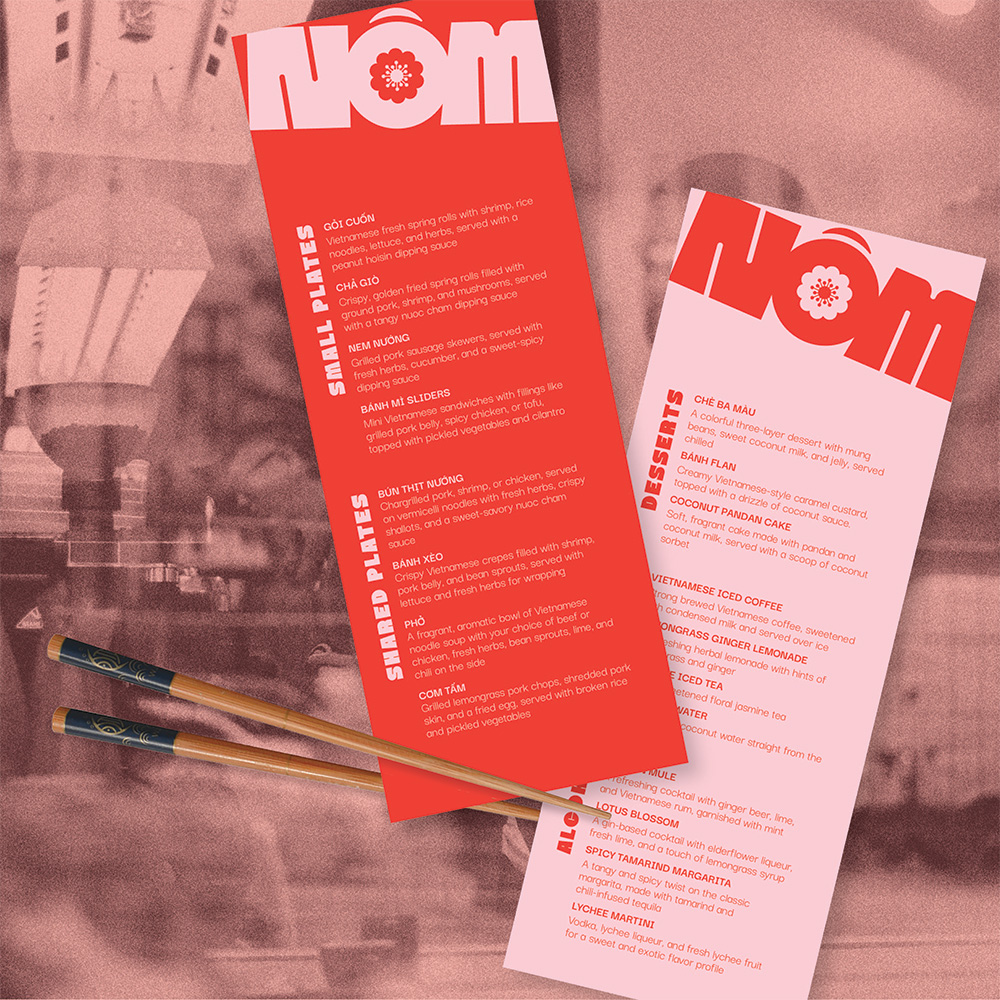 NÔM
SMALL PLATES
GỎI CUỐN
Vietnamese fresh spring rolls with shrimp, rice
noodles, lettuce, and herbs, served with a
peanut hoisin dipping sauce
CHẢ GIÒ
Crispy, golden fried spring rolls filled with
ground pork, shrimp, and mushrooms, served
with a tangy nuoc cham dipping sauce
NEM NƯỚNG
Grilled pork sausage skewers, served with
fresh herbs, cucumber, and a sweet-spicy
dipping sauce
BÁNH MÌ SLIDERS
Mini Vietnamese sandwiches with fillings like
grilled pork belly, spicy chicken, or tofu,
topped with pickled vegetables and cilantro
SHARED PLATES
BÚN THỊT NƯỚNG
Chargrilled pork, shrimp, or chicken, served
on vermicelli noodles with fresh herbs, crispy
shallots, and a sweet-savory nuoc cham
sauce
BÁNH XÈO
Crispy Vietnamese crepes filled with shrimp,
pork belly, and bean sprouts, served with
lettuce and fresh herbs for wrapping
PHỞ
A fragrant, aromatic bowl of Vietnamese
noodle soup with your choice of beef or
chicken, fresh herbs, bean sprouts, lime, and
chili on the side
CƠM TẤM
Grilled lemongrass pork chops, shredded pork
skin, and a fried egg, served with broken rice
and pickled vegetables
NÔM
DESSERTS
CHÈ BA MÀU
A colorful three-layer dessert with mung
beans, sweet coconut milk, and jelly, served
chilled
BÁNH FLAN
Creamy Vietnamese-style caramel custard,
topped with a drizzle of coconut sauce.
COCONUT PANDAN CAKE
Soft, fragrant cake made with pandan and
coconut milk, served with a scoop of coconut
sorbet
VIETNAMESE ICED COFFEE
trong brewed Vietnamese coffee, sweetened
h condensed milk and served over ice
ONGRASS GINGER LEMONADE
eshing herbal lemonade with hints of
rass and ginger
E ICED TEA
eetened floral jasmine tea
WATER
coconut water straight from the
MULE
refreshing cocktail with ginger beer, lime,
and Vietnamese rum, garnished with mint
ALCO
LOTUS BLOSSOM
A gin-based cocktail with elderflower liqueur,
fresh lime, and a touch of lemongrass syrup
SPICY TAMARIND MARGARITA
A tangy and spicy twist on the classic
margarita, made with tamarind and
chili-infused tequila
LYCHEE MARTINI
Vodka, lychee liqueur, and fresh lychee fruit
for a sweet and exotic flavor profile